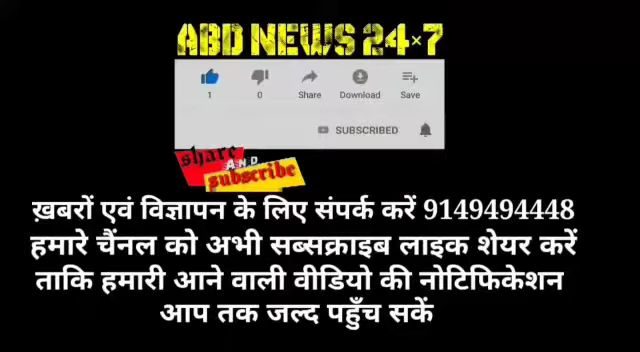 ABD NEWS 24×7
1 0 Share Download Save
SUBSCRIBED
share
AND
subscribe
ख़बरों एवं विज्ञापन के लिए संपर्क करें 9149494448
हमारे चैंनल को अभी सब्सक्राइब लाइक शेयर करें
ताकि हमारी आने वाली वीडियो की नोटिफिकेशन
आप तक जल्द पहुँच सकें